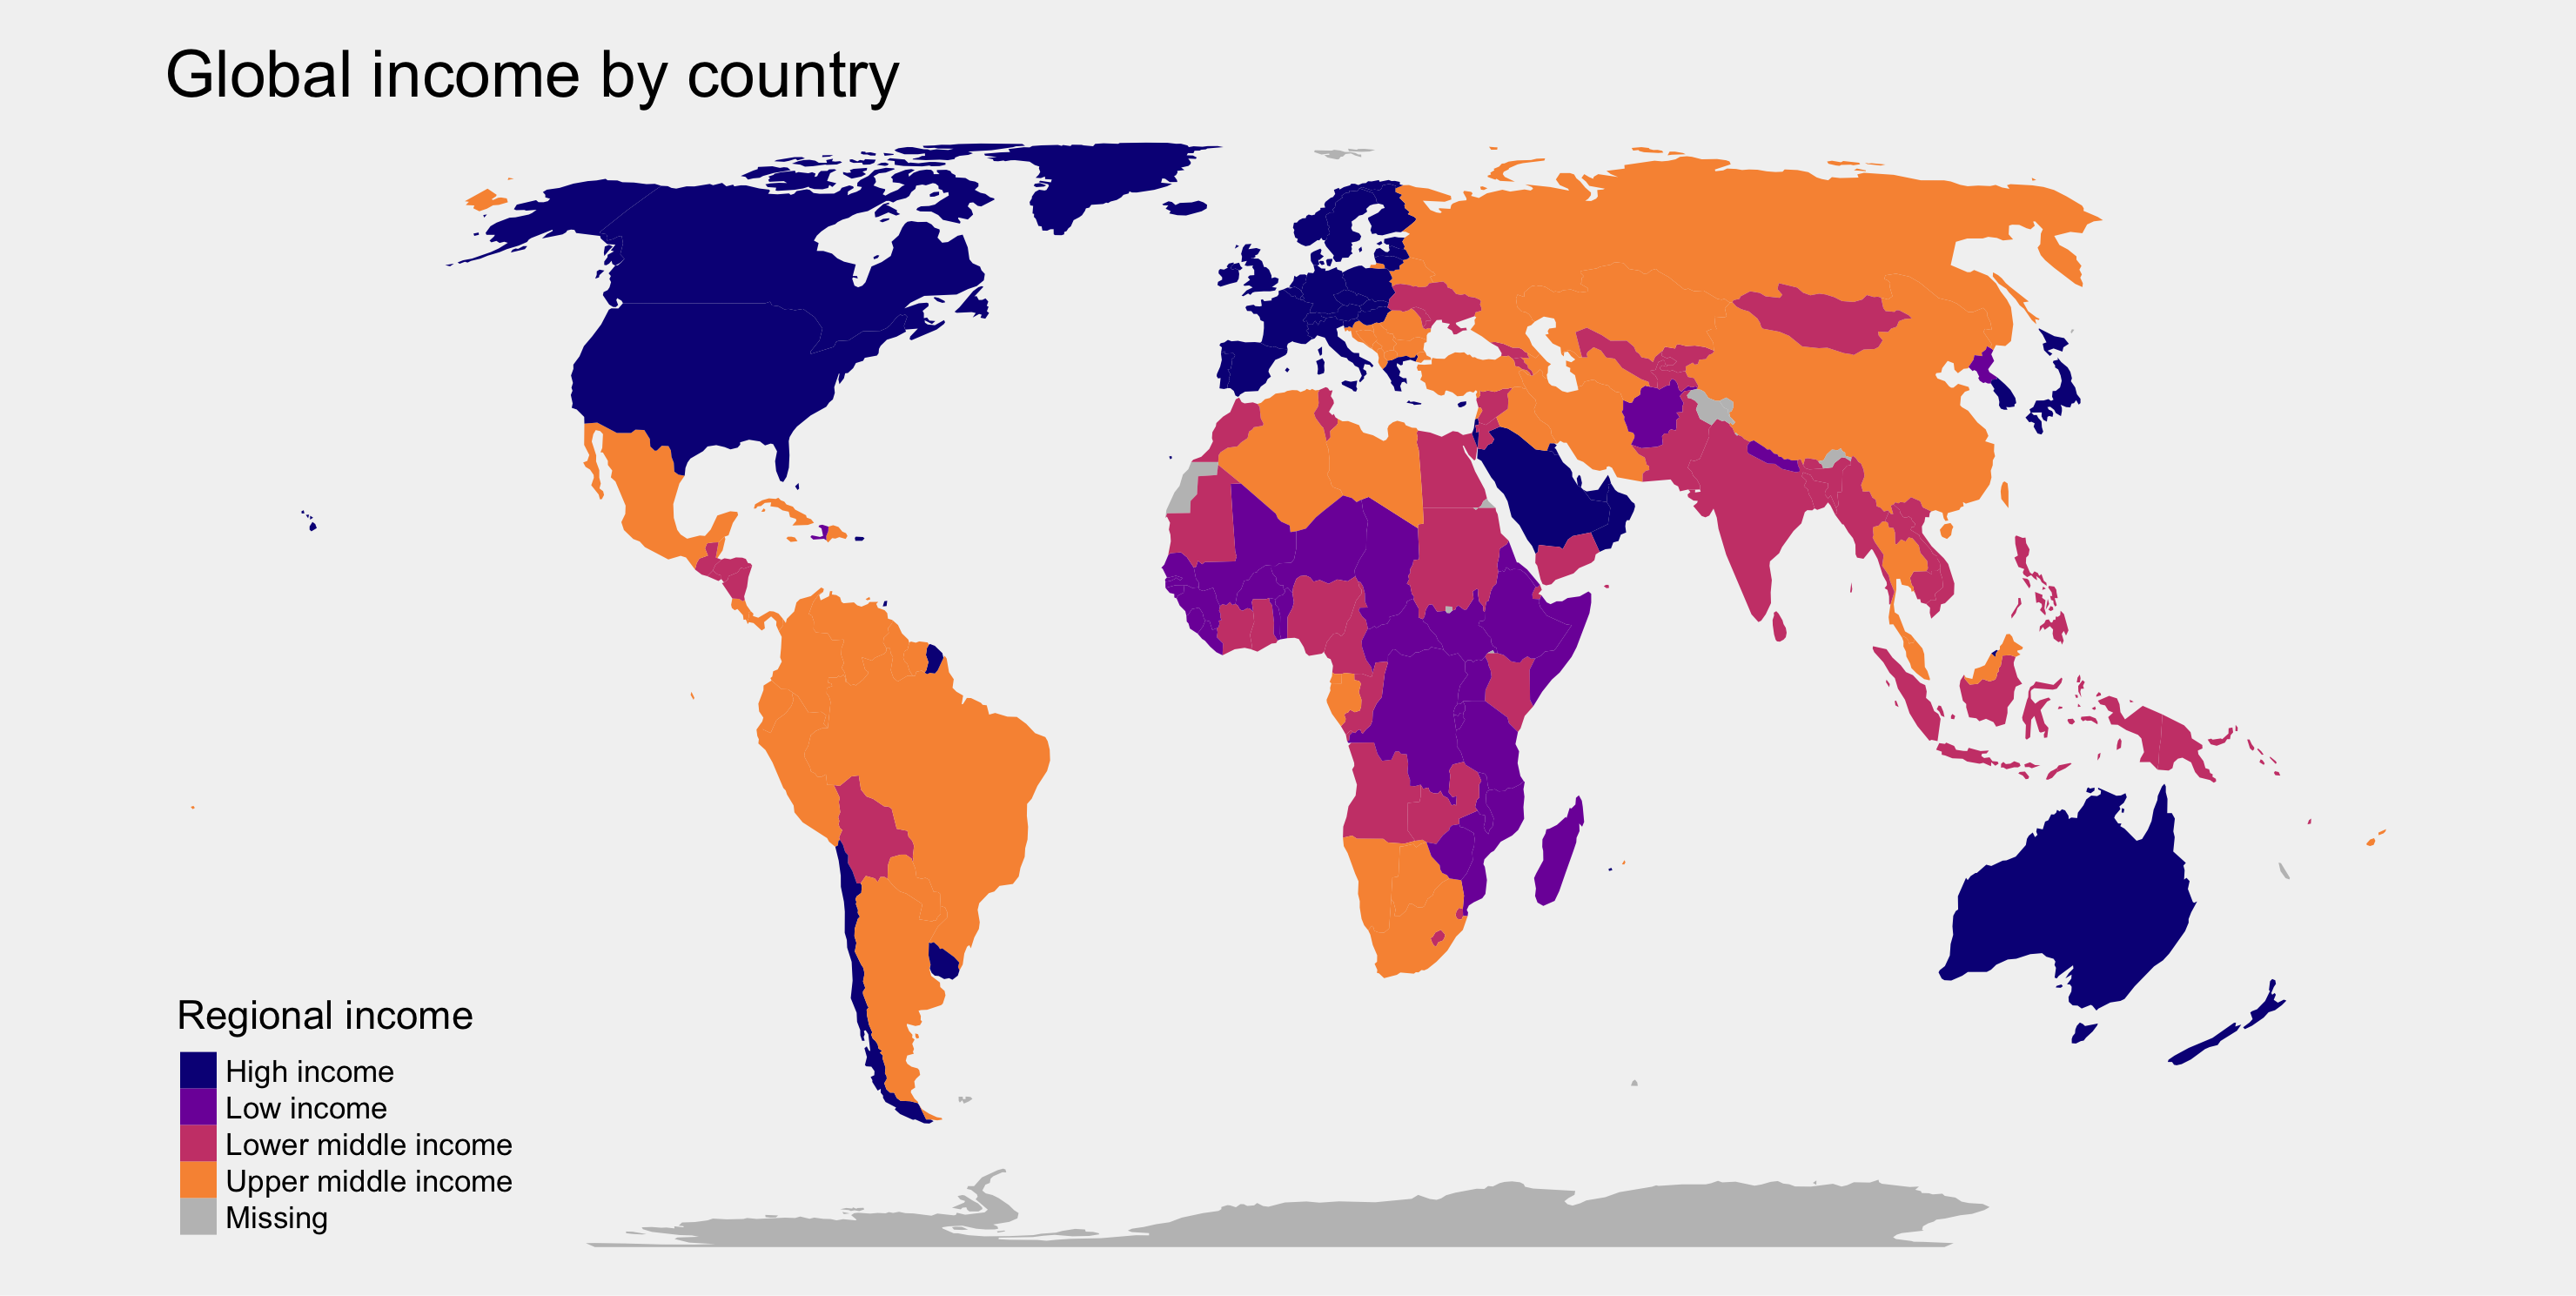 Global income by country
Regional income
High income
Low income
Lower middle income
Upper middle income
Missing